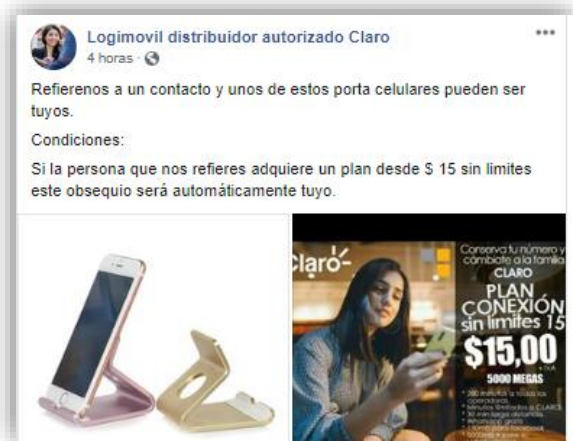 Logimovil distribuidor autorizado Claro
4 horas ·
Refierenos a un contacto y unos de estos porta celulares pueden ser
tuyos.
Condiciones:
Si la persona que nos refieres adquiere un plan desde $ 15 sin limites
este obsequio será automáticamente tuyo.
Claro
Conserva tu número y
cámbiate a la familia
CLARO
PLAN
CONEXIÓN
sin limites 15
$15,00
5000 MEGAS